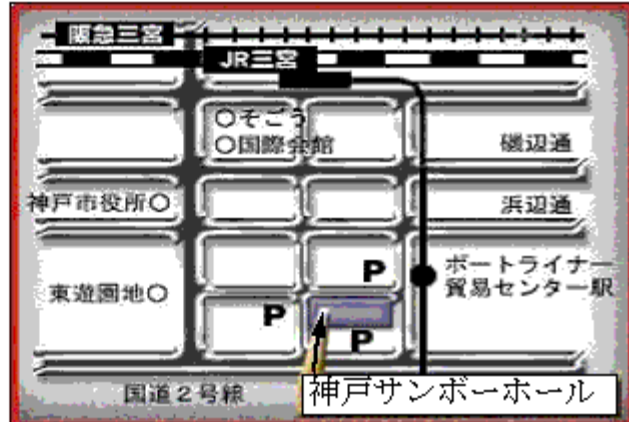 阪急三宮
JR三宮
○そごう
○国際会館
磯辺通
神戸市役所○
浜辺通
P
ポートライナー
貿易センター駅
東遊園地○
P
P
国道2号線
神戸サンボーホール